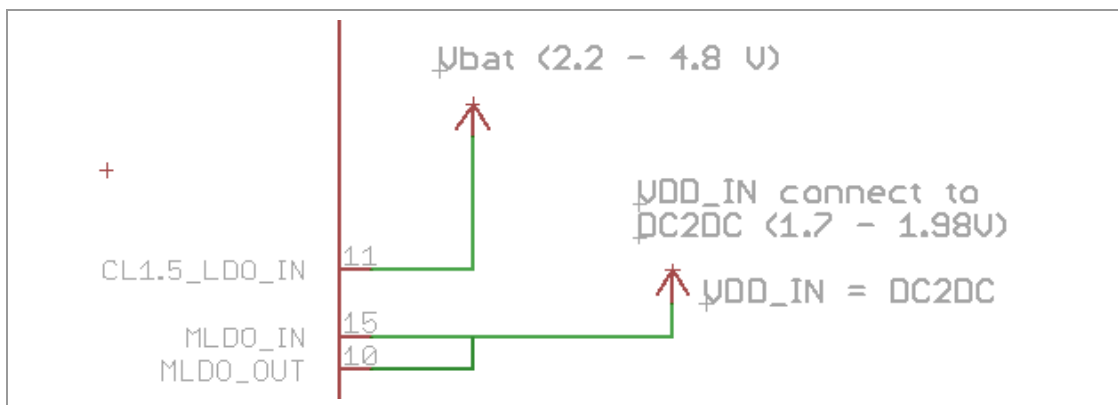 Vbat (2.2 - 4.8 V)
VDD_IN connect to
DC2DC (1.7 - 1.98V)
CL1.5_LDO_IN 11
VDD_IN = DC2DC
MLDO_IN 15
MLDO_OUT 10